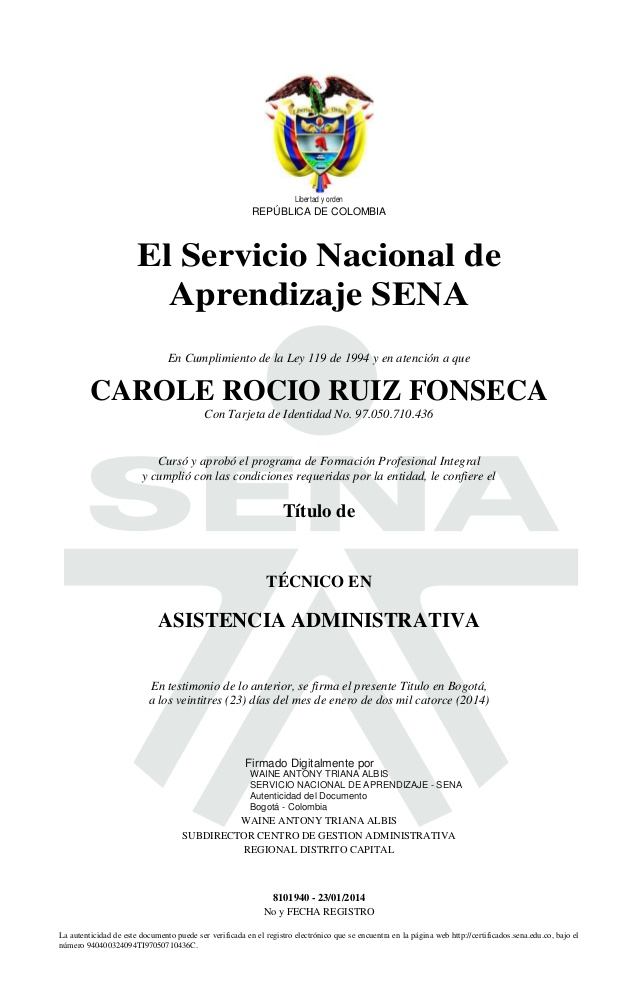 Libertad y orden
REPÚBLICA DE COLOMBIA
El Servicio Nacional de
Aprendizaje SENA
En Cumplimiento de la Ley 119 de 1994 y en atención a que
CAROLE ROCIO RUIZ FONSECA
Con Tarjeta de Identidad No. 97.050.710.436
Cursó y aprobó el programa de Formación Profesional Integral
y cumplió con las condiciones requeridas por la entidad, le confiere el
SENA
Título de
TÉCNICO EN
ASISTENCIA ADMINISTRATIVA
En testimonio de lo anterior, se firma el presente Titulo en Bogotá,
a los veintitres (23) días del mes de enero de dos mil catorce (2014)
Firmado Digitalmente por
WAINE ANTONY TRIANA ALBIS
SERVICIO NACIONAL DE APRENDIZAJE - SENA
Autenticidad del Documento
Bogotá - Colombia
WAINE ANTONY TRIANA ALBIS
SUBDIRECTOR CENTRO DE GESTION ADMINISTRATIVA
REGIONAL DISTRITO CAPITAL
8101940 - 23/01/2014
No y FECHA REGISTRO
La autenticidad de este documento puede ser verificada en el registro electrónico que se encuentra en la página web http://certificados.sena.edu.co, bajo el
número 940400324094TI97050710436C.